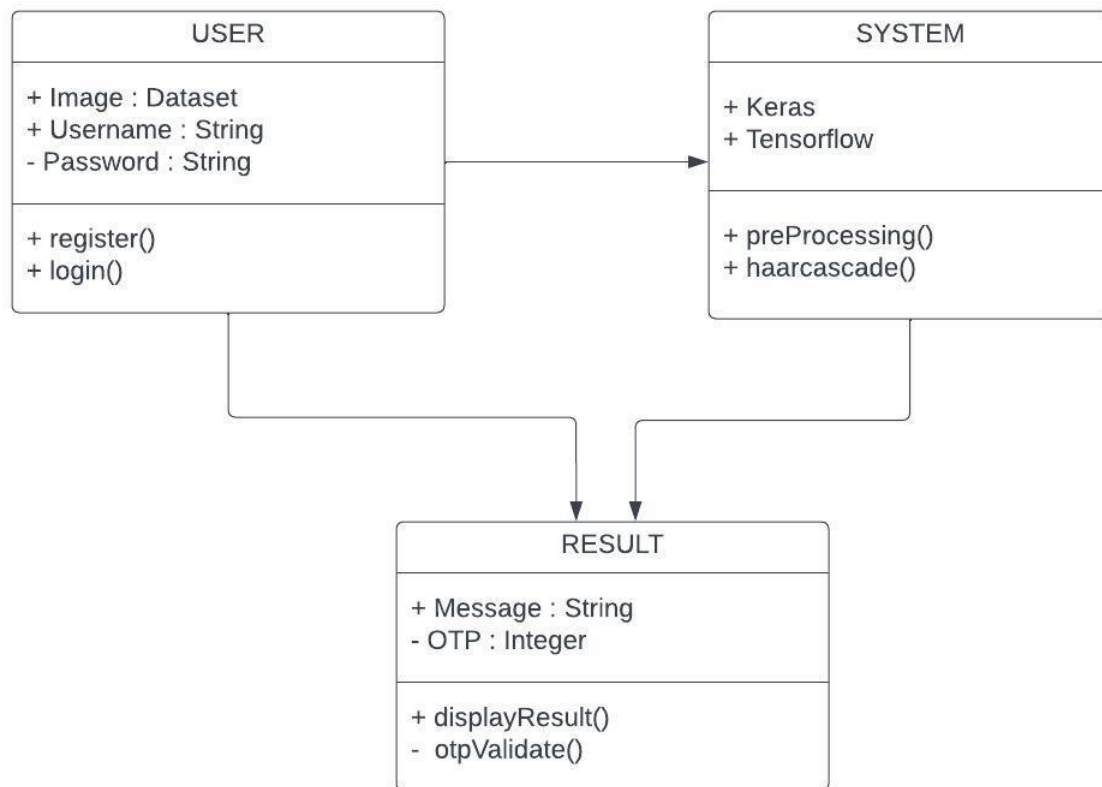 USER
+ Image : Dataset
+ Username : String
- Password : String
+ register()
+ login()
SYSTEM
+ Keras
+ Tensorflow
+ preProcessing()
+ haarcascade()
RESULT
+ Message : String
- OTP : Integer
+ displayResult()
- otpValidate()